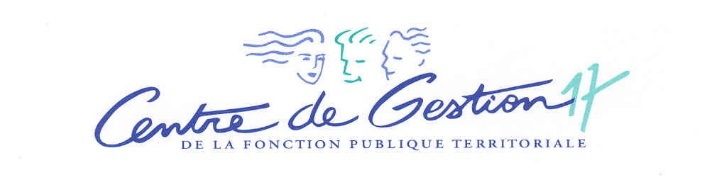 Centre de Gestion 17
DE LA FONCTION PUBLIQUE TERRITORIALE